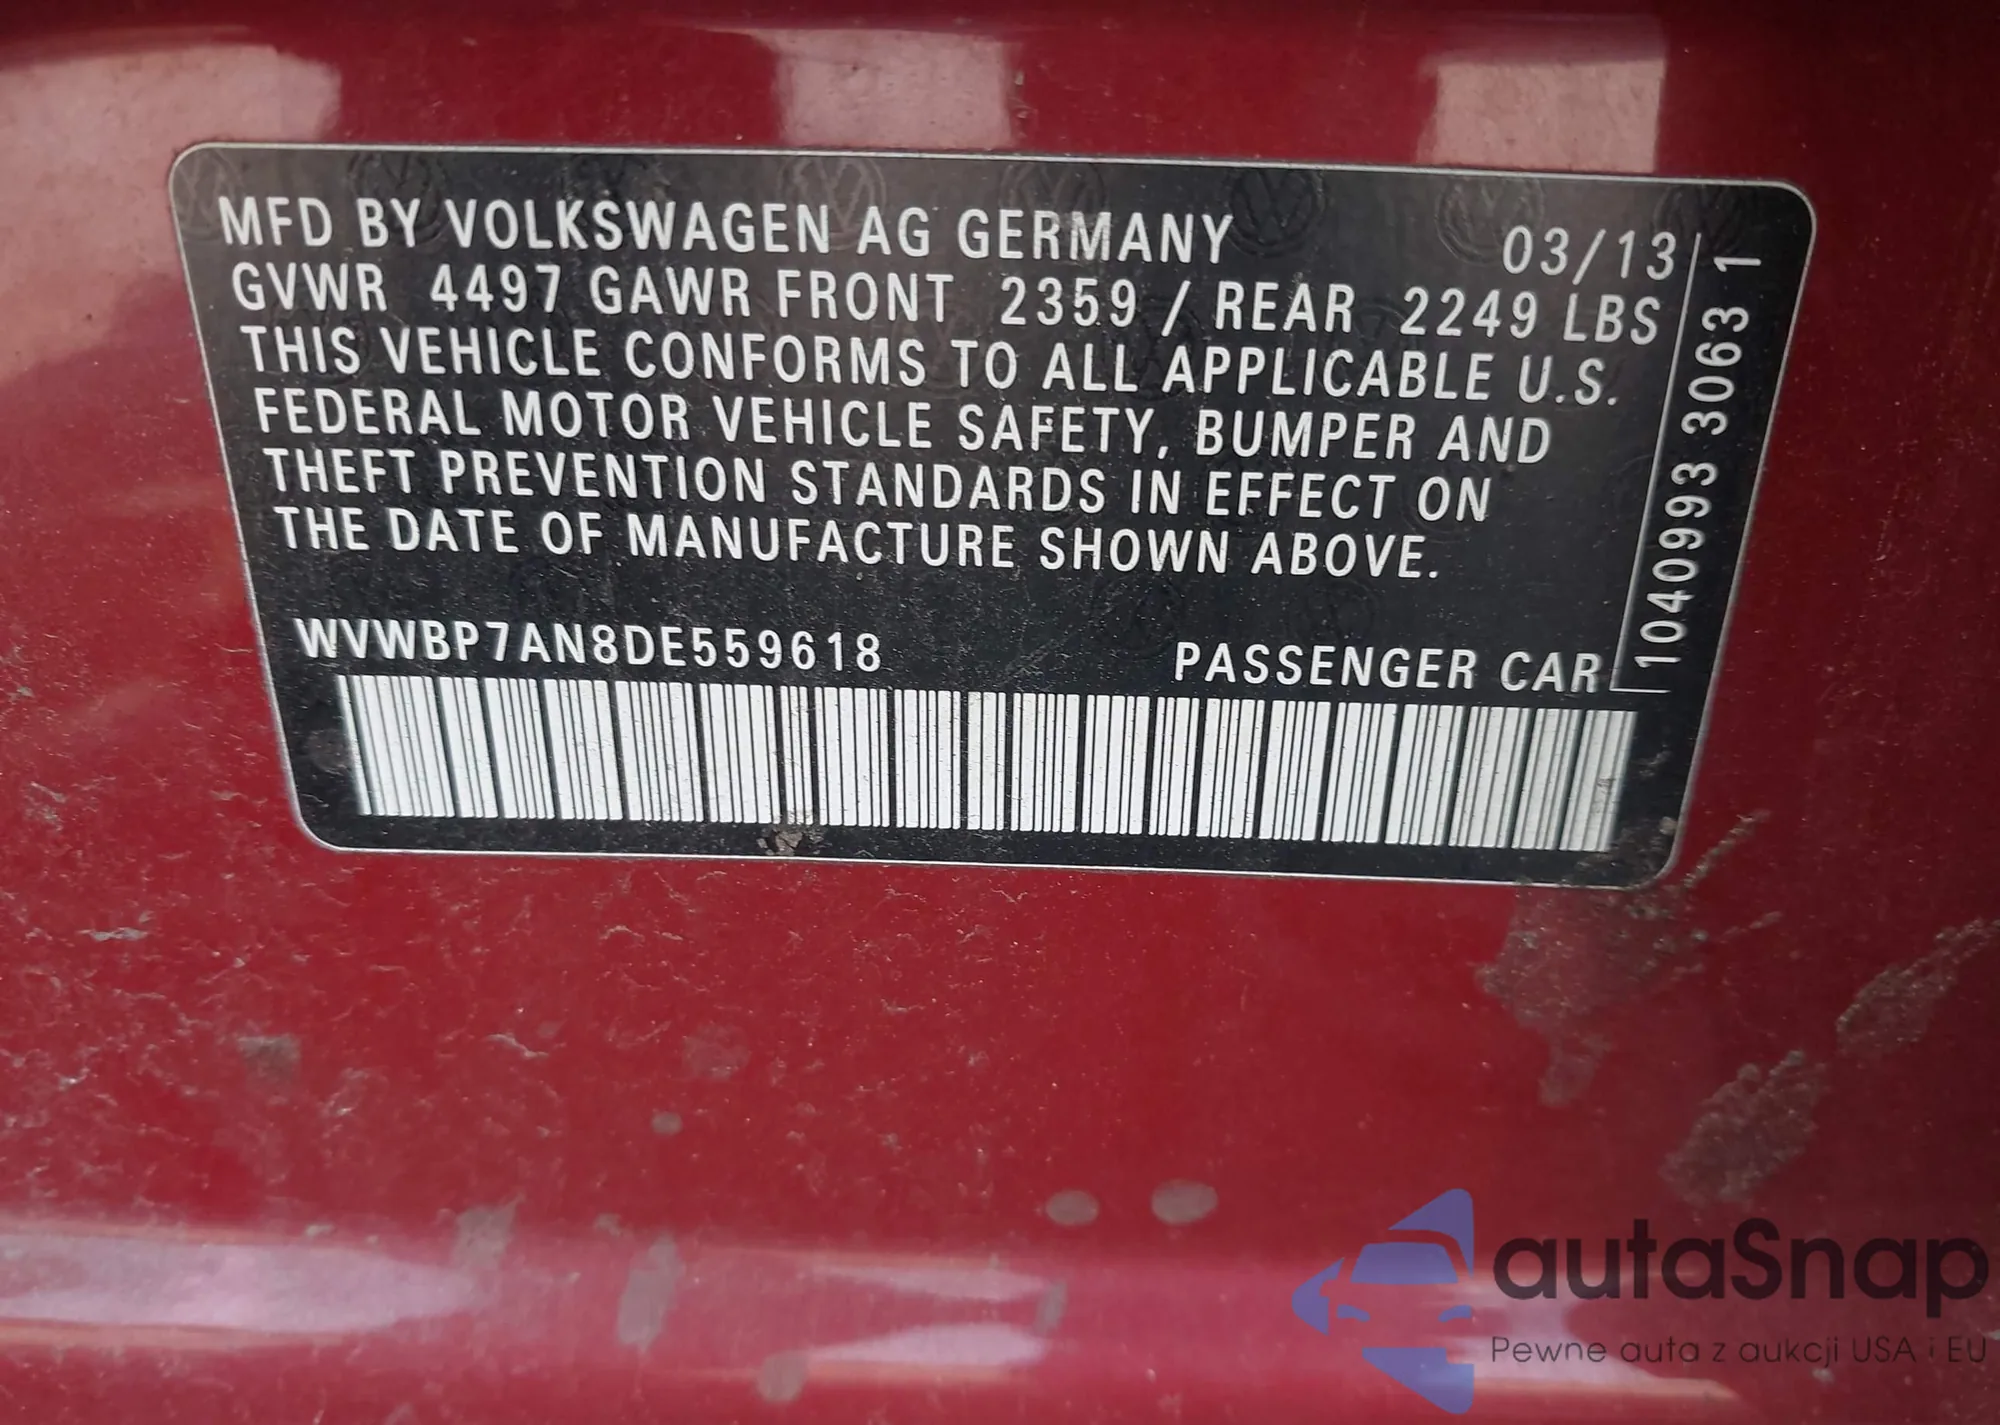 MFD BY VOLKSWAGEN AG GERMANY 03/13
GVWR 4497 GAWR FRONT 2359 / REAR 2249 LBS
THIS VEHICLE CONFORMS TO ALL APPLICABLE U.S.
FEDERAL MOTOR VEHICLE SAFETY, BUMPER AND
THEFT PREVENTION STANDARDS IN EFFECT ON
THE DATE OF MANUFACTURE SHOWN ABOVE.
WVWBP7AN8DE559618 PASSENGER CAR
1040993 3063 1
autaSnap
Pewne auta z aukcji USA i EU